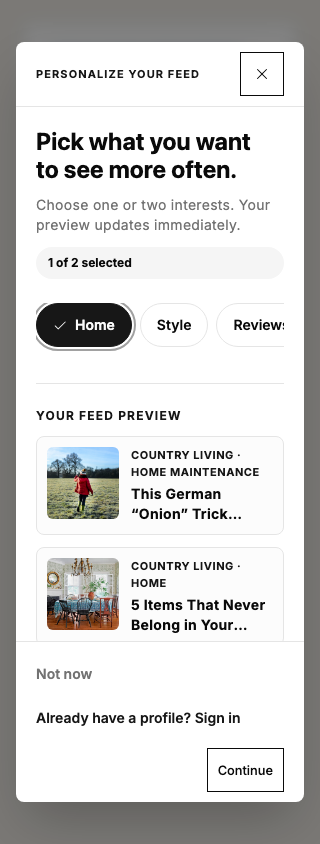 PERSONALIZE YOUR FEED
Pick what you want
to see more often.
Choose one or two interests. Your
preview updates immediately.
1 of 2 selected
Home
Style
Reviews
YOUR FEED PREVIEW
COUNTRY LIVING ·
HOME MAINTENANCE
This German
“Onion” Trick…
COUNTRY LIVING ·
HOME
5 Items That Never
Belong in Your…
Not now
Already have a profile? Sign in
Continue